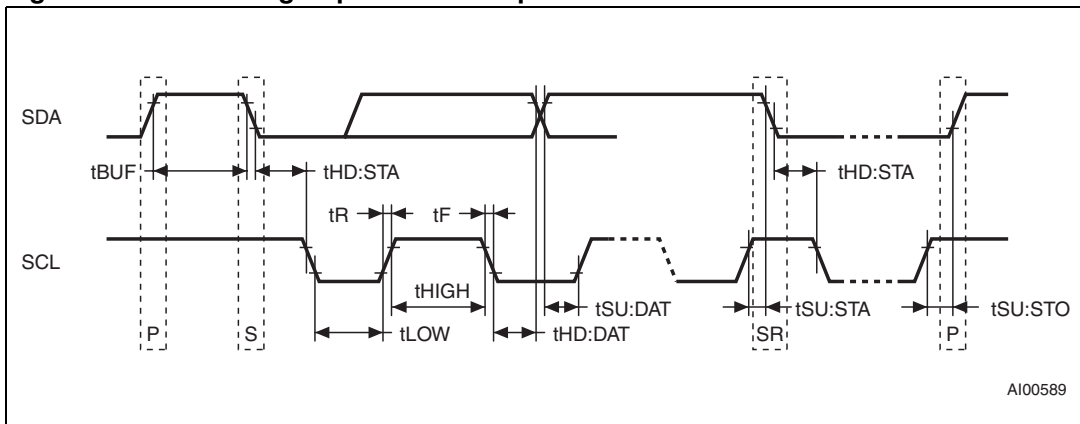 SDA
tBUF
tHD:STA
tHD:STA
tR
tF
SCL
tHIGH
tSU:DAT
tSU:STA
tSU:STO
P
S
tLOW
tHD:DAT
SR
P
AI00589